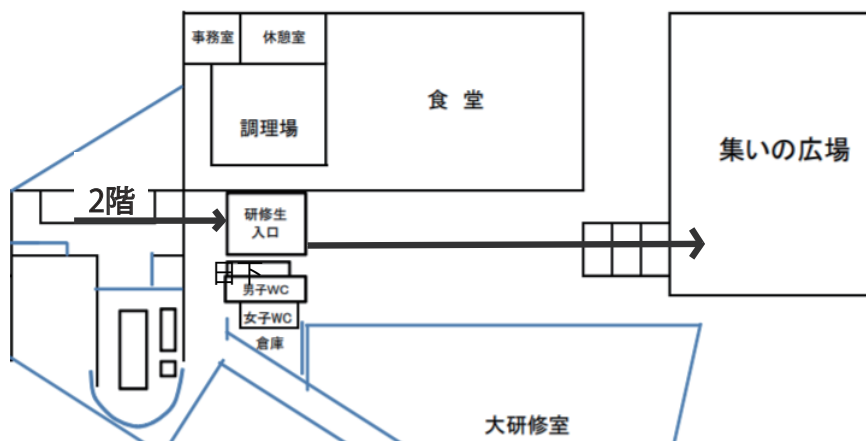 事務室
休憩室
食 堂
調理場
集いの広場
2階
研修生
入口
男子WC
女子WC
倉庫
大研修室